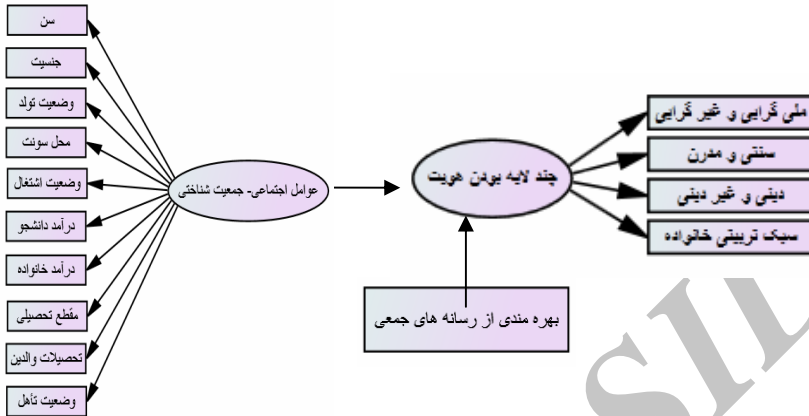 سن
جنسیت
وضعیت تولد
محل سونت
وضعیت اشتغال
درآمد دانشجو
درآمد خانواده
مقطع تحصیلی
تحصیلات والدین
وضعیت تأهل
عوامل اجتماعی- جمعیت شناختی
چند لایه بودن هویت
بهره مندی از رسانه های جمعی
ملی گرایی و غیر گرایی
سنتی و مدرن
دینی و غیر دینی
سبک تربیتی خانواده
SID